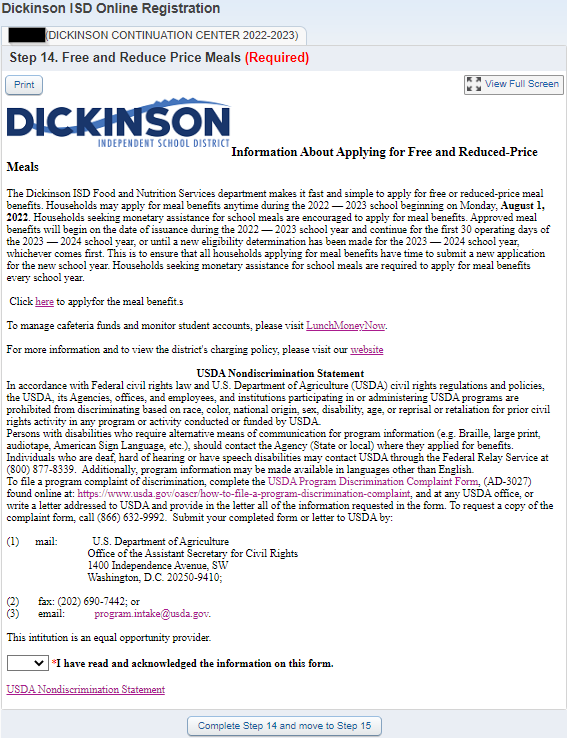 Dickinson ISD Online Registration
(DICKINSON CONTINUATION CENTER 2022-2023)
Step 14. Free and Reduce Price Meals (Required)
Print
View Full Screen
DICKINSON
INDEPENDENT SCHOOL DISTRICT
Information About Applying for Free and Reduced-Price
Meals
The Dickinson ISD Food and Nutrition Services department makes it fast and simple to apply for free or reduced-price meal
benefits. Households may apply for meal benefits anytime during the 2022 — 2023 school beginning on Monday, August 1,
2022. Households seeking monetary assistance for school meals are encouraged to apply for meal benefits. Approved meal
benefits will begin on the date of issuance during the 2022 — 2023 school year and continue for the first 30 operating days of
the 2023 — 2024 school year, or until a new eligibility determination has been made for the 2023 — 2024 school year,
whichever comes first. This is to ensure that all households applying for meal benefits have time to submit a new application
for the new school year. Households seeking monetary assistance for school meals are required to apply for meal benefits
every school year.
Click here to applyfor the meal benefit.s
To manage cafeteria funds and monitor student accounts, please visit LunchMoneyNow.
For more information and to view the district's charging policy, please visit our website
USDA Nondiscrimination Statement
In accordance with Federal civil rights law and U.S. Department of Agriculture (USDA) civil rights regulations and policies,
the USDA, its Agencies, offices, and employees, and institutions participating in or administering USDA programs are
prohibited from discriminating based on race, color, national origin, sex, disability, age, or reprisal or retaliation for prior civil
rights activity in any program or activity conducted or funded by USDA.
Persons with disabilities who require alternative means of communication for program information (e.g. Braille, large print,
audiotape, American Sign Language, etc.), should contact the Agency (State or local) where they applied for benefits.
Individuals who are deaf, hard of hearing or have speech disabilities may contact USDA through the Federal Relay Service at
(800) 877-8339. Additionally, program information may be made available in languages other than English.
To file a program complaint of discrimination, complete the USDA Program Discrimination Complaint Form, (AD-3027)
found online at: https://www.usda.gov/oascr/how-to-file-a-program-discrimination-complaint, and at any USDA office, or
write a letter addressed to USDA and provide in the letter all of the information requested in the form. To request a copy of the
complaint form, call (866) 632-9992. Submit your completed form or letter to USDA by:
(1) mail: U.S. Department of Agriculture
Office of the Assistant Secretary for Civil Rights
1400 Independence Avenue, SW
Washington, D.C. 20250-9410;
(2) fax: (202) 690-7442; or
(3) email: program.intake@usda.gov.
This intitution is an equal opportunity provider.
*I have read and acknowledged the information on this form.
USDA Nondiscrimination Statement
Complete Step 14 and move to Step 15